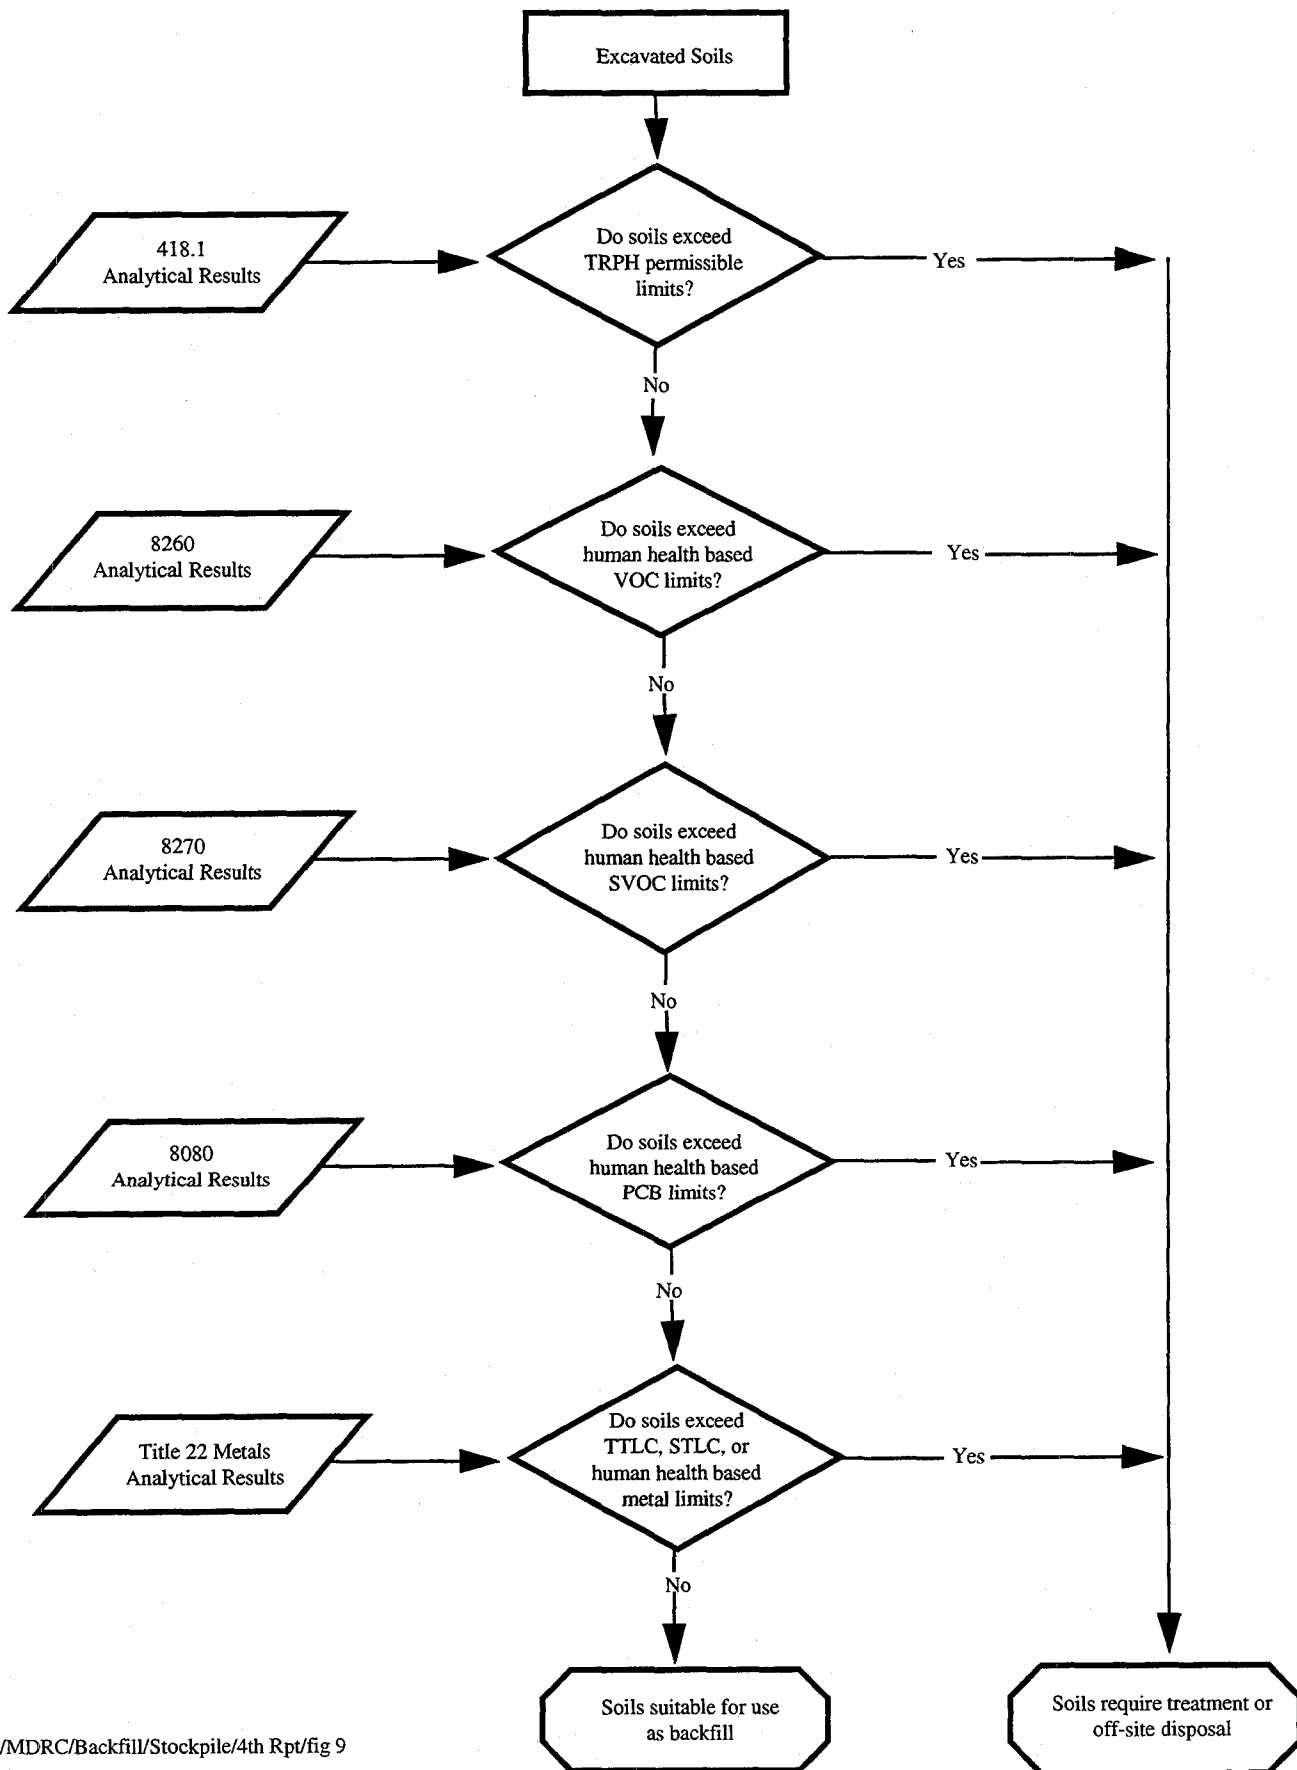 Excavated Soils
418.1
Analytical Results
Do soils exceed
TRPH permissible
limits?
Yes
No
8260
Analytical Results
Do soils exceed
human health based
VOC limits?
Yes
No
8270
Analytical Results
Do soils exceed
human health based
SVOC limits?
Yes
No
8080
Analytical Results
Do soils exceed
human health based
PCB limits?
Yes
No
Title 22 Metals
Analytical Results
Do soils exceed
TTLC, STLC, or
human health based
metal limits?
Yes
No
Soils suitable for use
as backfill
Soils require treatment or
off-site disposal
/MDRC/Backfill/Stockpile/4th Rpt/fig 9